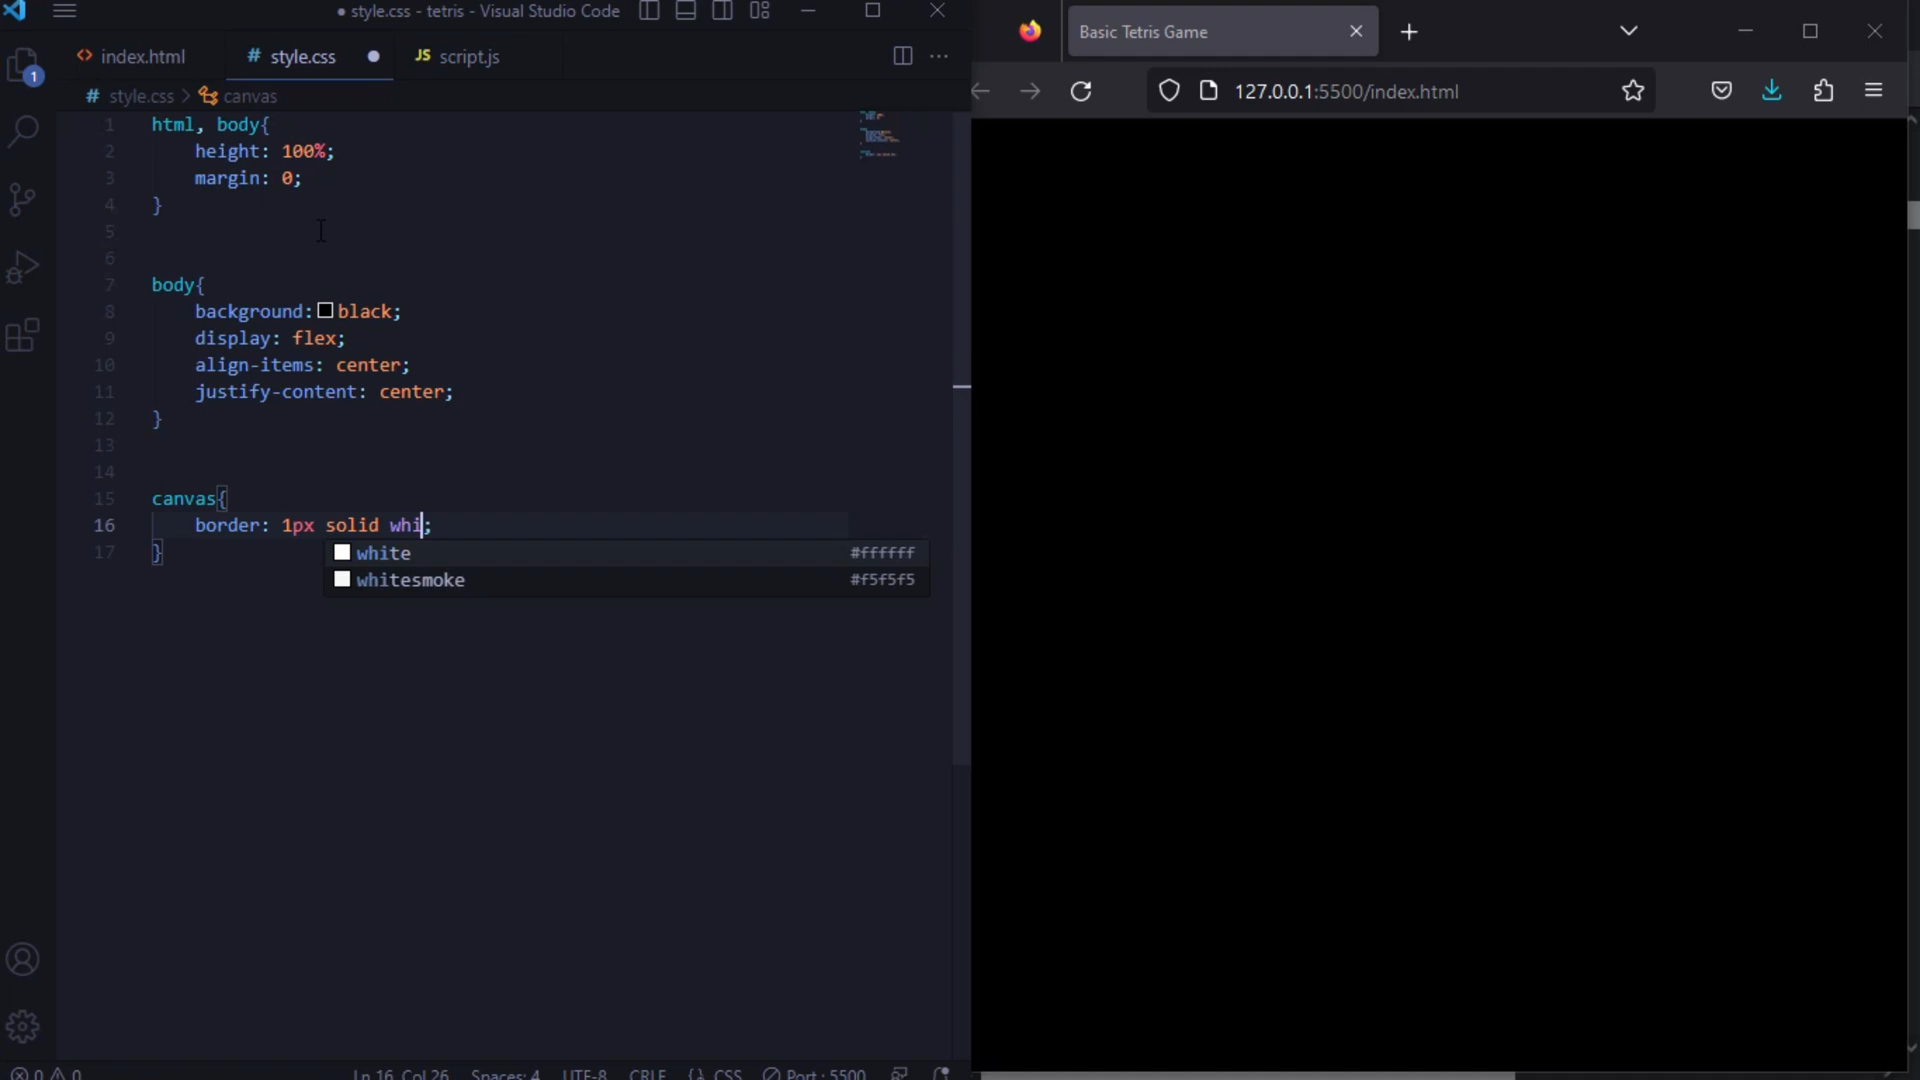 style.css - tetris - Visual Studio Code
index.html
style.css
JS script.js
# style.css > canvas
1 html, body{
2 height: 100%;
3 margin: 0;
4 }
5
6
7 body{
8 background: black;
9 display: flex;
10 align-items: center;
11 justify-content: center;
12 }
13
14
15 canvas{
16 border: 1px solid whi;
17 }
white #ffffff
whitesmoke #f5f5f5
1
0 0 Ln 16, Col 26 Spaces: 4 UTF-8 CRLF {} CSS Port : 5500
Basic Tetris Game
127.0.0.1:5500/index.html